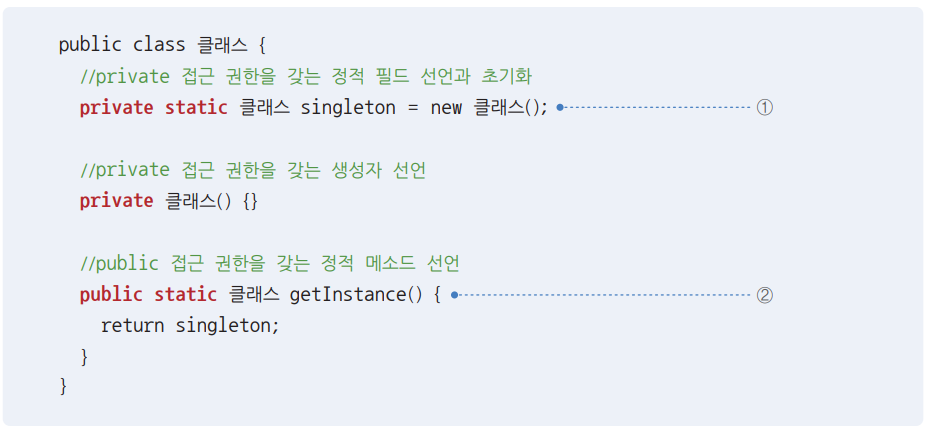 public class 클래스 {
//private 접근 권한을 갖는 정적 필드 선언과 초기화
private static 클래스 singleton = new 클래스(); ①
//private 접근 권한을 갖는 생성자 선언
private 클래스() {}
//public 접근 권한을 갖는 정적 메소드 선언
public static 클래스 getInstance() { ②
return singleton;
}
}